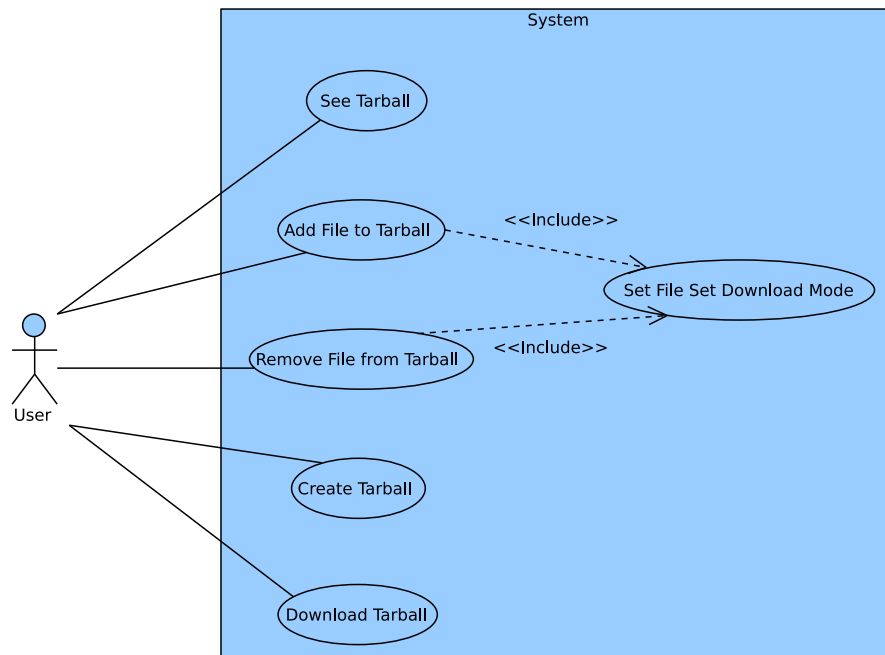 System
See Tarball
Add File to Tarball
<<Include>>
Set File Set Download Mode
Remove File from Tarball
<<Include>>
User
Create Tarball
Download Tarball